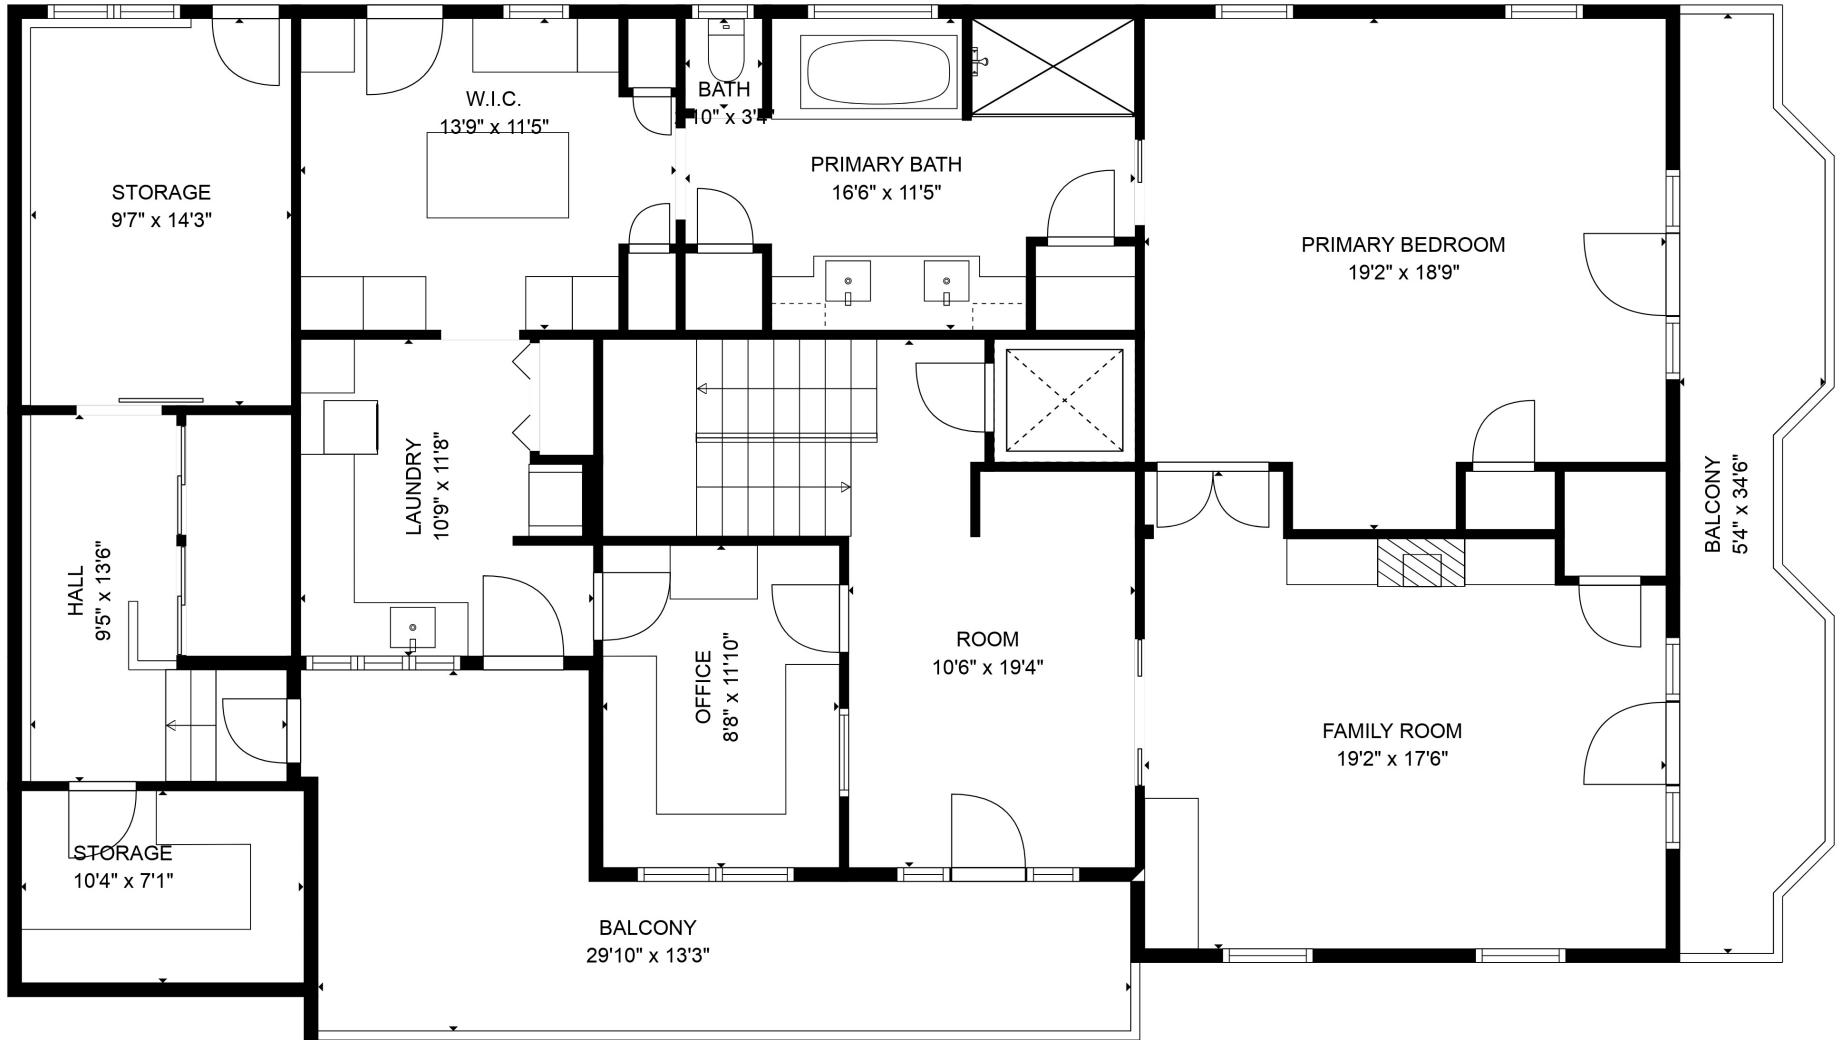 W.I.C.
13'9" x 11'5"
BATH
10" x 3'4"
PRIMARY BATH
16'6" x 11'5"
STORAGE
9'7" x 14'3"
PRIMARY BEDROOM
19'2" x 18'9"
LAUNDRY
10'9" x 11'8"
BALCONY
5'4" x 34'6"
HALL
9'5" x 13'6"
OFFICE
8'8" x 11'10"
ROOM
10'6" x 19'4"
FAMILY ROOM
19'2" x 17'6"
STORAGE
10'4" x 7'1"
BALCONY
29'10" x 13'3"